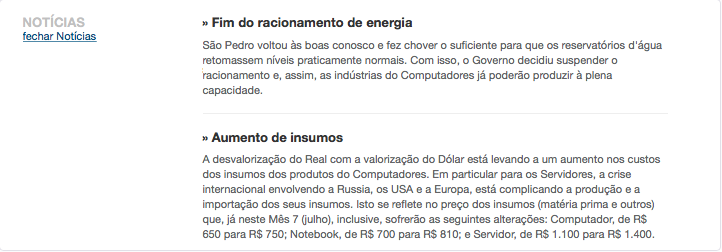 NOTÍCIAS
fechar Notícias
» Fim do racionamento de energia
São Pedro voltou às boas conosco e fez chover o suficiente para que os reservatórios d'água
retomassem níveis praticamente normais. Com isso, o Governo decidiu suspender o
racionamento e, assim, as indústrias do Computadores já poderão produzir à plena
capacidade.
» Aumento de insumos
A desvalorização do Real com a valorização do Dólar está levando a um aumento nos custos
dos insumos dos produtos do Computadores. Em particular para os Servidores, a crise
internacional envolvendo a Russia, os USA e a Europa, está complicando a produção e a
importação dos seus insumos. Isto se reflete no preço dos insumos (matéria prima e outros)
que, já neste Mês 7 (julho), inclusive, sofrerão as seguintes alterações: Computador, de R$
650 para R$ 750; Notebook, de R$ 700 para R$ 810; e Servidor, de R$ 1.100 para R$ 1.400.